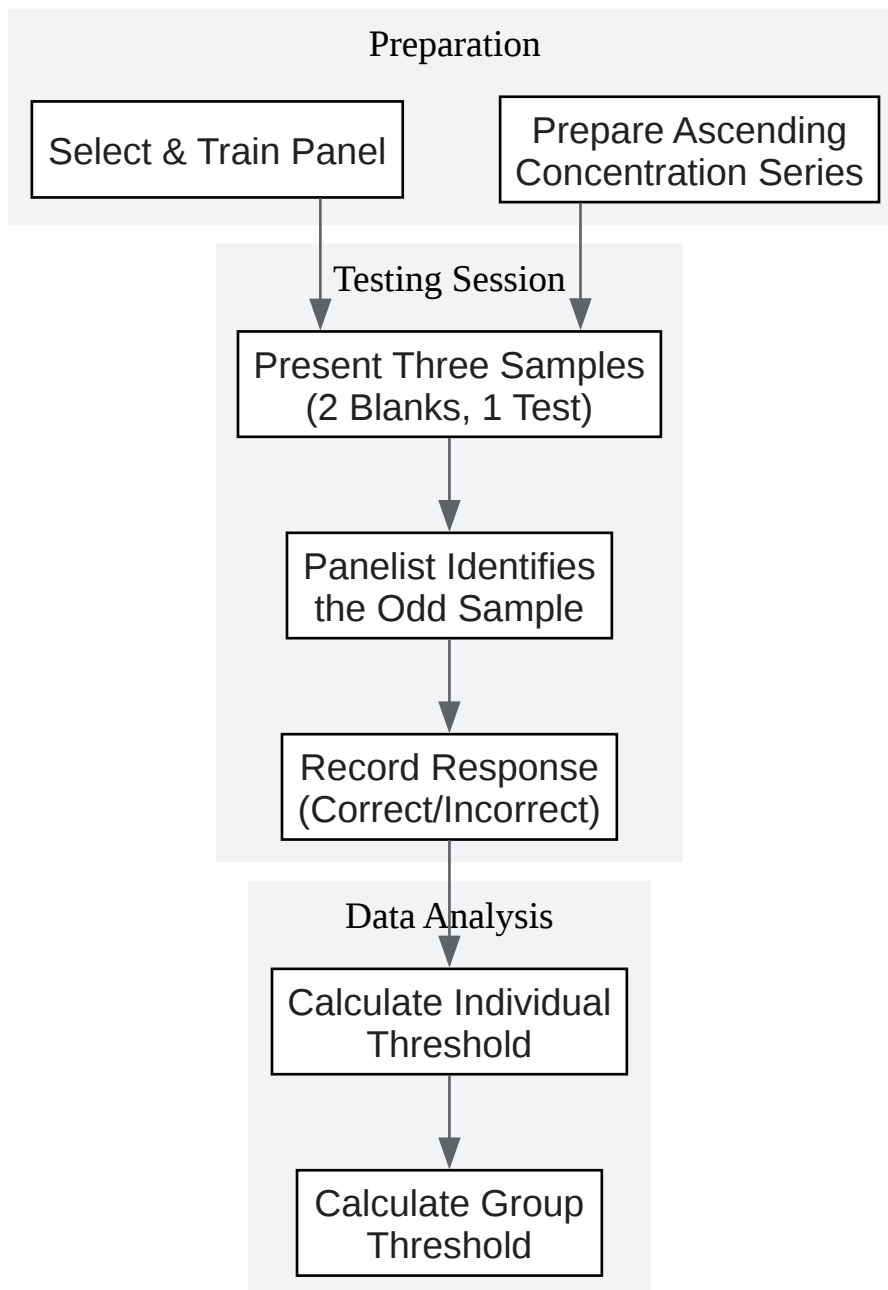 Preparation
Select & Train Panel
Prepare Ascending
Concentration Series
Testing Session
Present Three Samples
(2 Blanks, 1 Test)
Panelist Identifies
the Odd Sample
Record Response
(Correct/Incorrect)
Data Analysis
Calculate Individual
Threshold
Calculate Group
Threshold